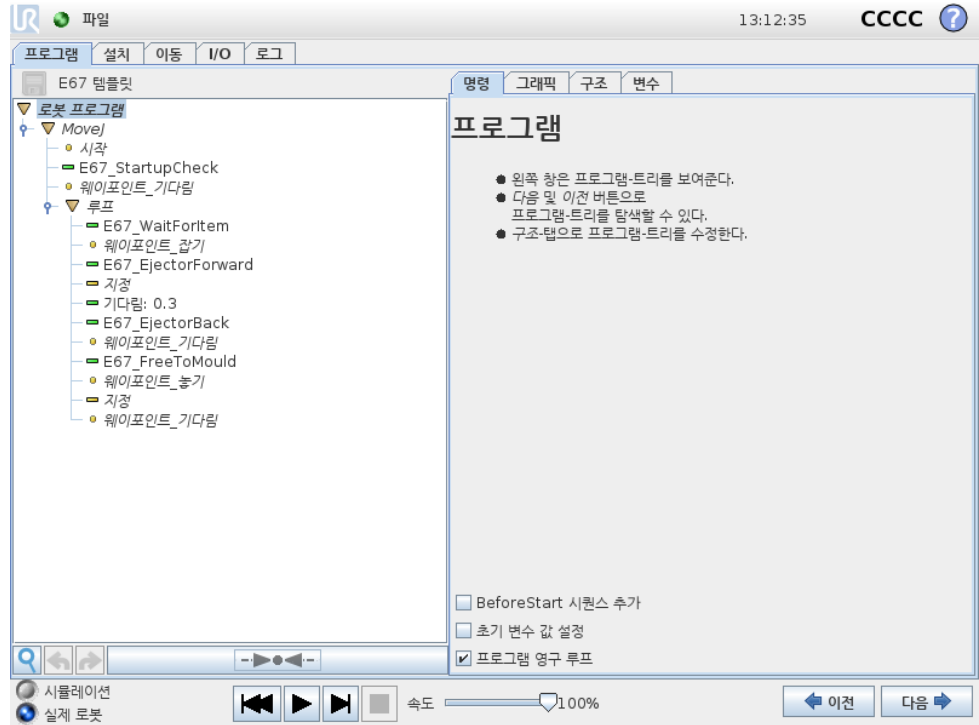 UR 파일 13:12:35 CCCC ?
프로그램 설치 이동 I/O 로그
E67 템플릿
로봇 프로그램
MoveJ
시작
E67_StartupCheck
웨이포인트_기다림
루프
E67_WaitForItem
웨이포인트_잡기
E67_EjectorForward
지정
기다림: 0.3
E67_EjectorBack
웨이포인트_기다림
E67_FreeToMould
웨이포인트_놓기
지정
웨이포인트_기다림
명령 그래픽 구조 변수
프로그램
왼쪽 창은 프로그램-트리를 보여준다.
다음 및 이전 버튼으로
프로그램-트리를 탐색할 수 있다.
구조-탭으로 프로그램-트리를 수정한다.
BeforeStart 시퀀스 추가
초기 변수 값 설정
프로그램 영구 루프
시뮬레이션
실제 로봇
속도 100%
이전 다음